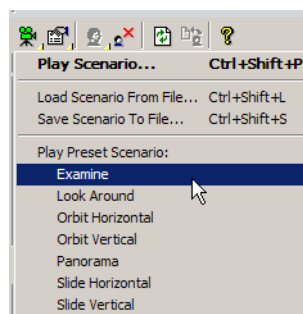 Play Scenario... Ctrl+Shift+P
Load Scenario From File... Ctrl+Shift+L
Save Scenario To File... Ctrl+Shift+S
Play Preset Scenario:
Examine
Look Around
Orbit Horizontal
Orbit Vertical
Panorama
Slide Horizontal
Slide Vertical